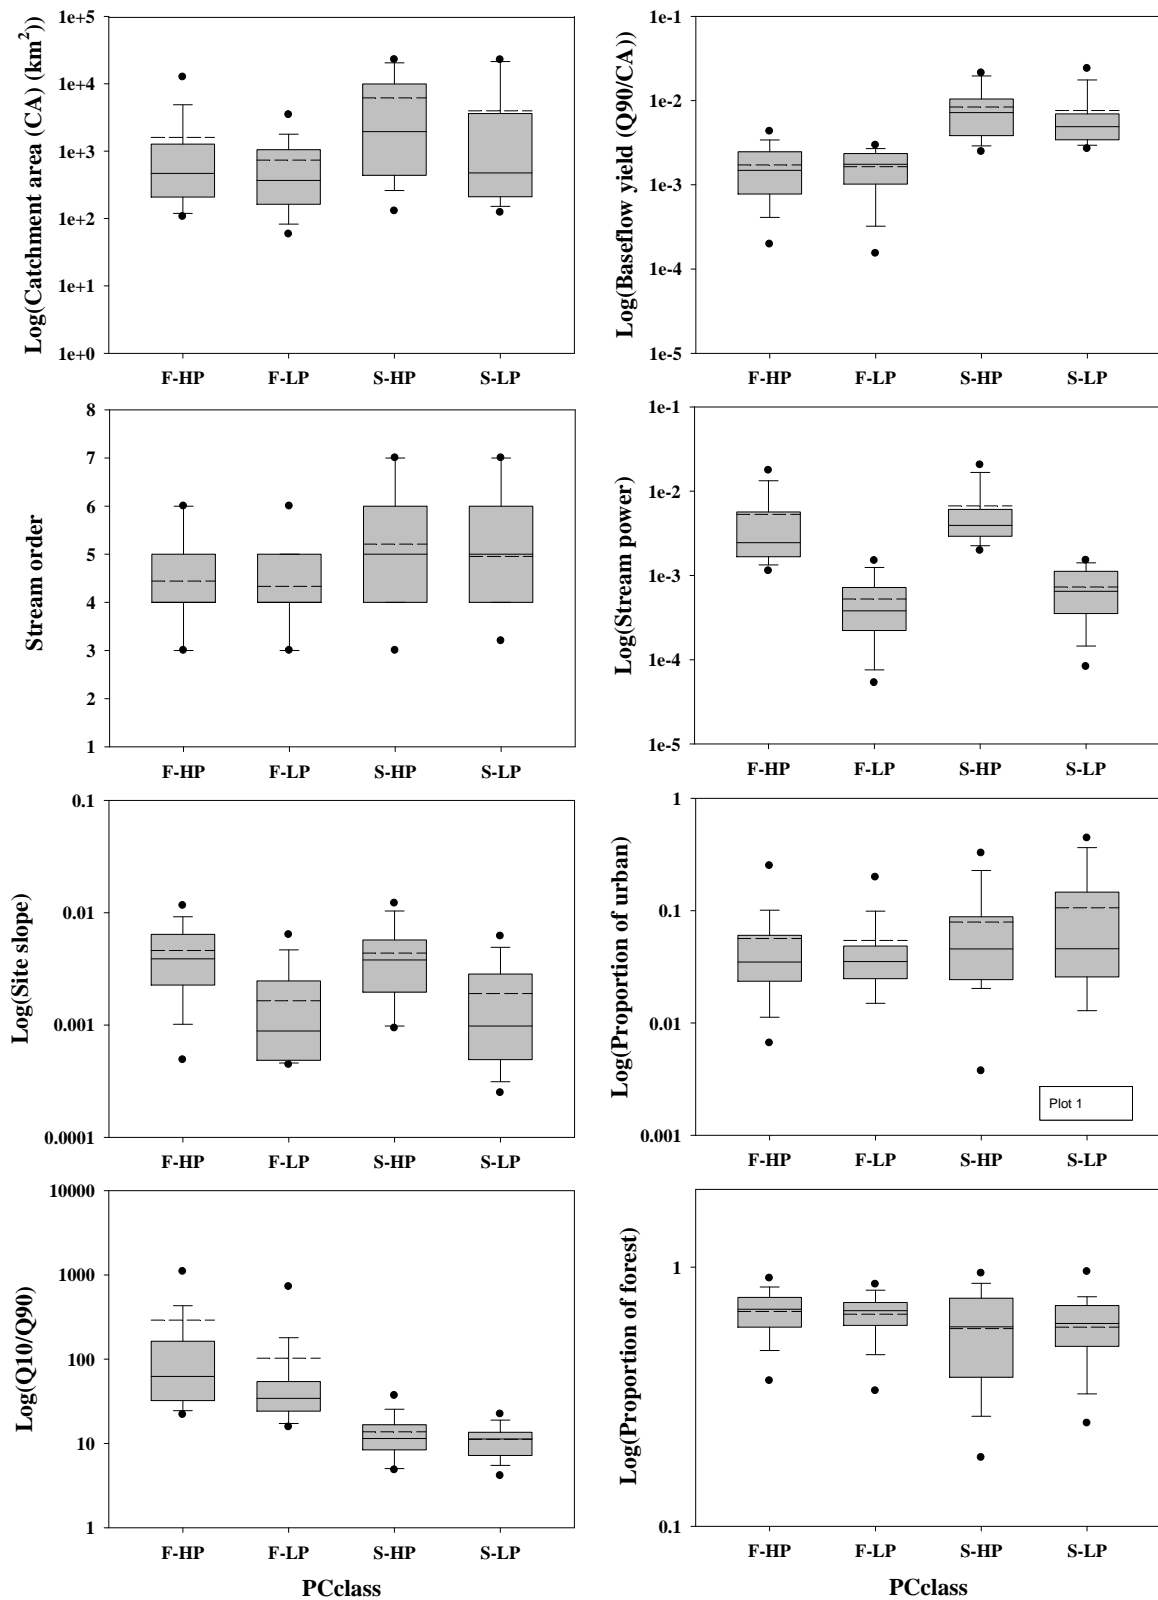 Log(Catchment area (CA) (km²)
1e+5
1e+4
1e+3
1e+2
1e+1
1e+0
F-HP F-LP S-HP S-LP
Log(Baseflow yield (Q90/CA))
1e-1
1e-2
1e-3
1e-4
1e-5
F-HP F-LP S-HP S-LP
Stream order
8
7
6
5
4
3
2
1
F-HP F-LP S-HP S-LP
Log(Stream power)
1e-1
1e-2
1e-3
1e-4
1e-5
F-HP F-LP S-HP S-LP
Log(Site slope)
0.1
0.01
0.001
0.0001
F-HP F-LP S-HP S-LP
Log(Proportion of urban)
1
0.1
0.01
0.001
Plot 1
F-HP F-LP S-HP S-LP
Log(Q10/Q90)
10000
1000
100
10
1
F-HP F-LP S-HP S-LP
PCclass
Log(Proportion of forest)
1
0.1
F-HP F-LP S-HP S-LP
PCclass